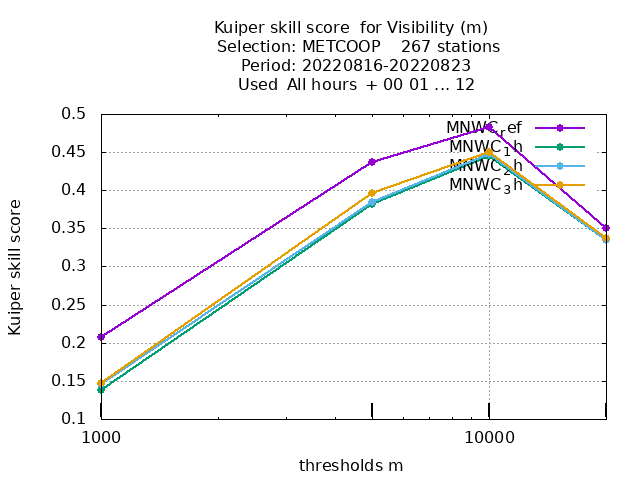 Kuiper skill score  for Visibility (m)
Selection: METCOOP    267 stations
Period: 20220816-20220823
Used  All hours  + 00 01 ... 12
Kuiper skill score
0.5
0.45
0.4
0.35
0.3
0.25
0.2
0.15
0.1
MNWC_ref
MNWC_1h
MNWC_2h
MNWC_3h
1000
10000
thresholds m